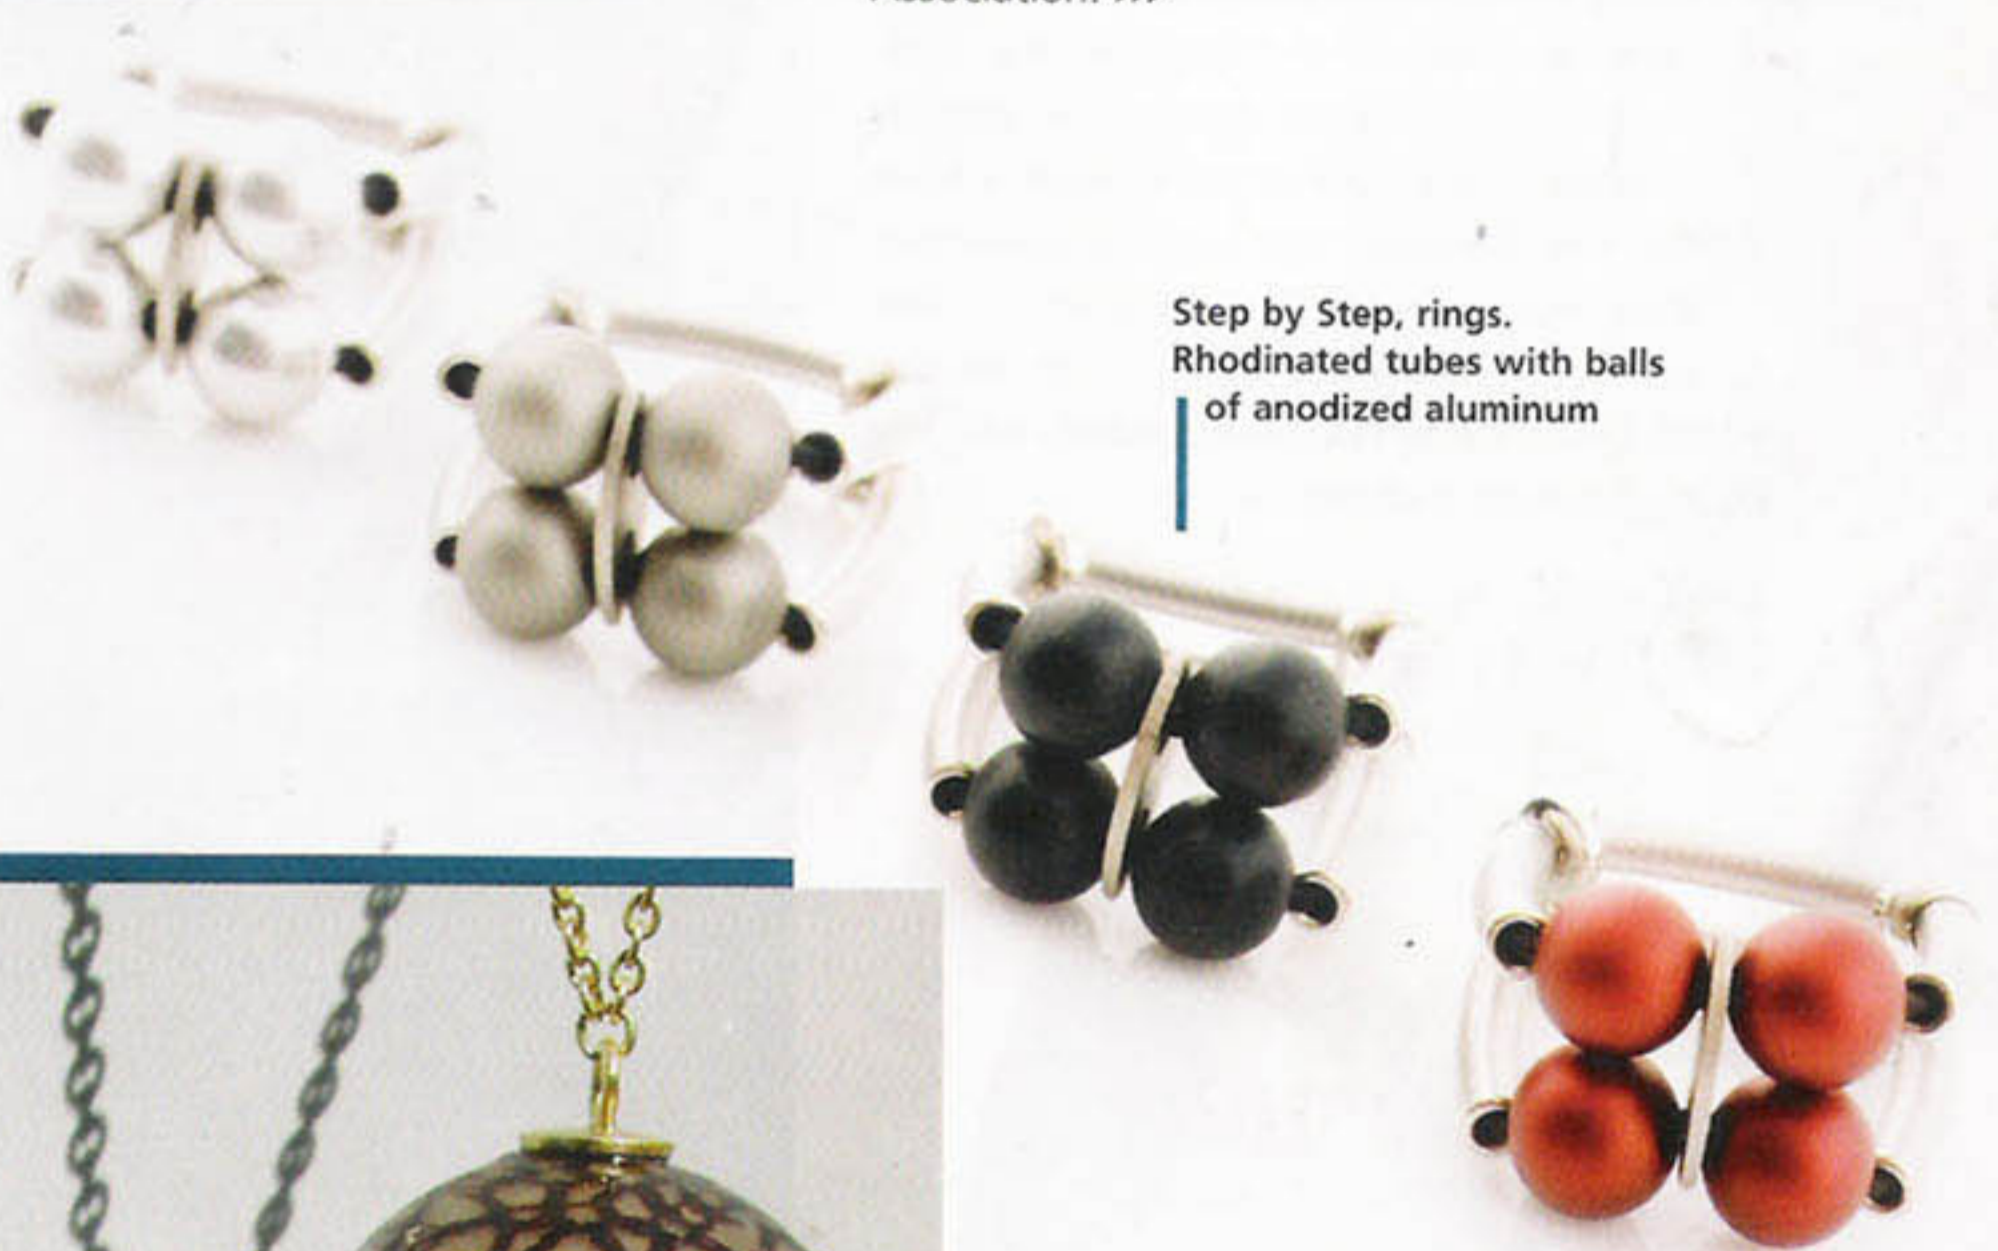 Step by Step, rings.
Rhodinated tubes with balls
of anodized aluminum